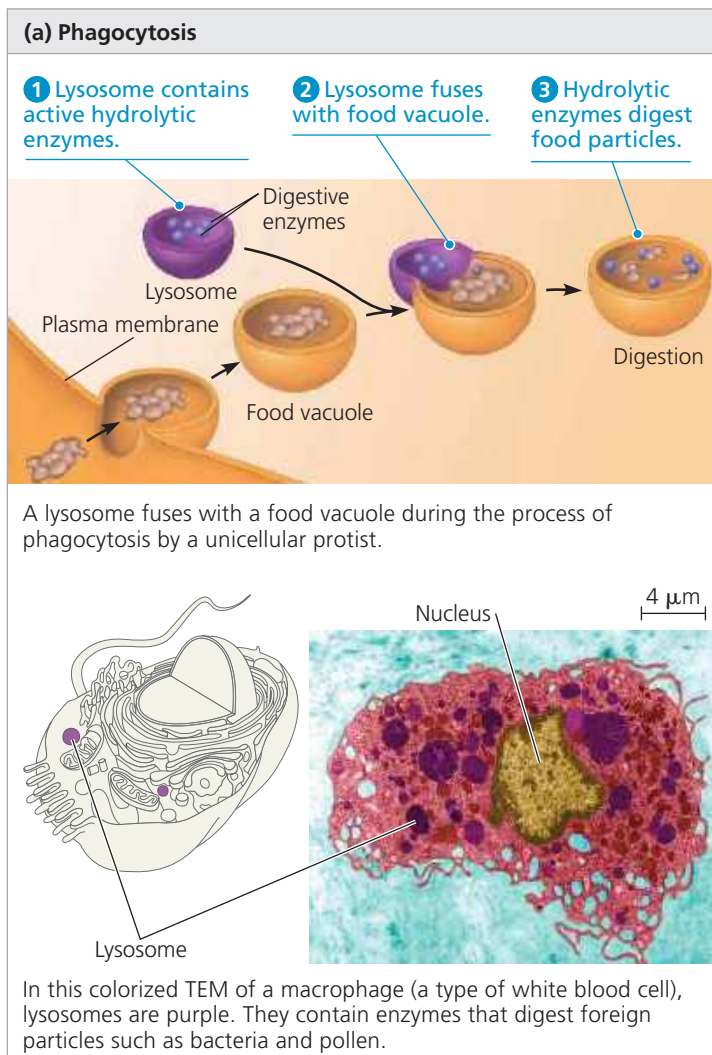 (a) Phagocytosis
1 Lysosome contains
active hydrolytic
enzymes.
2 Lysosome fuses
with food vacuole.
3 Hydrolytic
enzymes digest
food particles.
Digestive
enzymes
Lysosome
Plasma membrane
Food vacuole
Digestion
A lysosome fuses with a food vacuole during the process of
phagocytosis by a unicellular protist.
Nucleus
4 μm
Lysosome
In this colorized TEM of a macrophage (a type of white blood cell),
lysosomes are purple. They contain enzymes that digest foreign
particles such as bacteria and pollen.